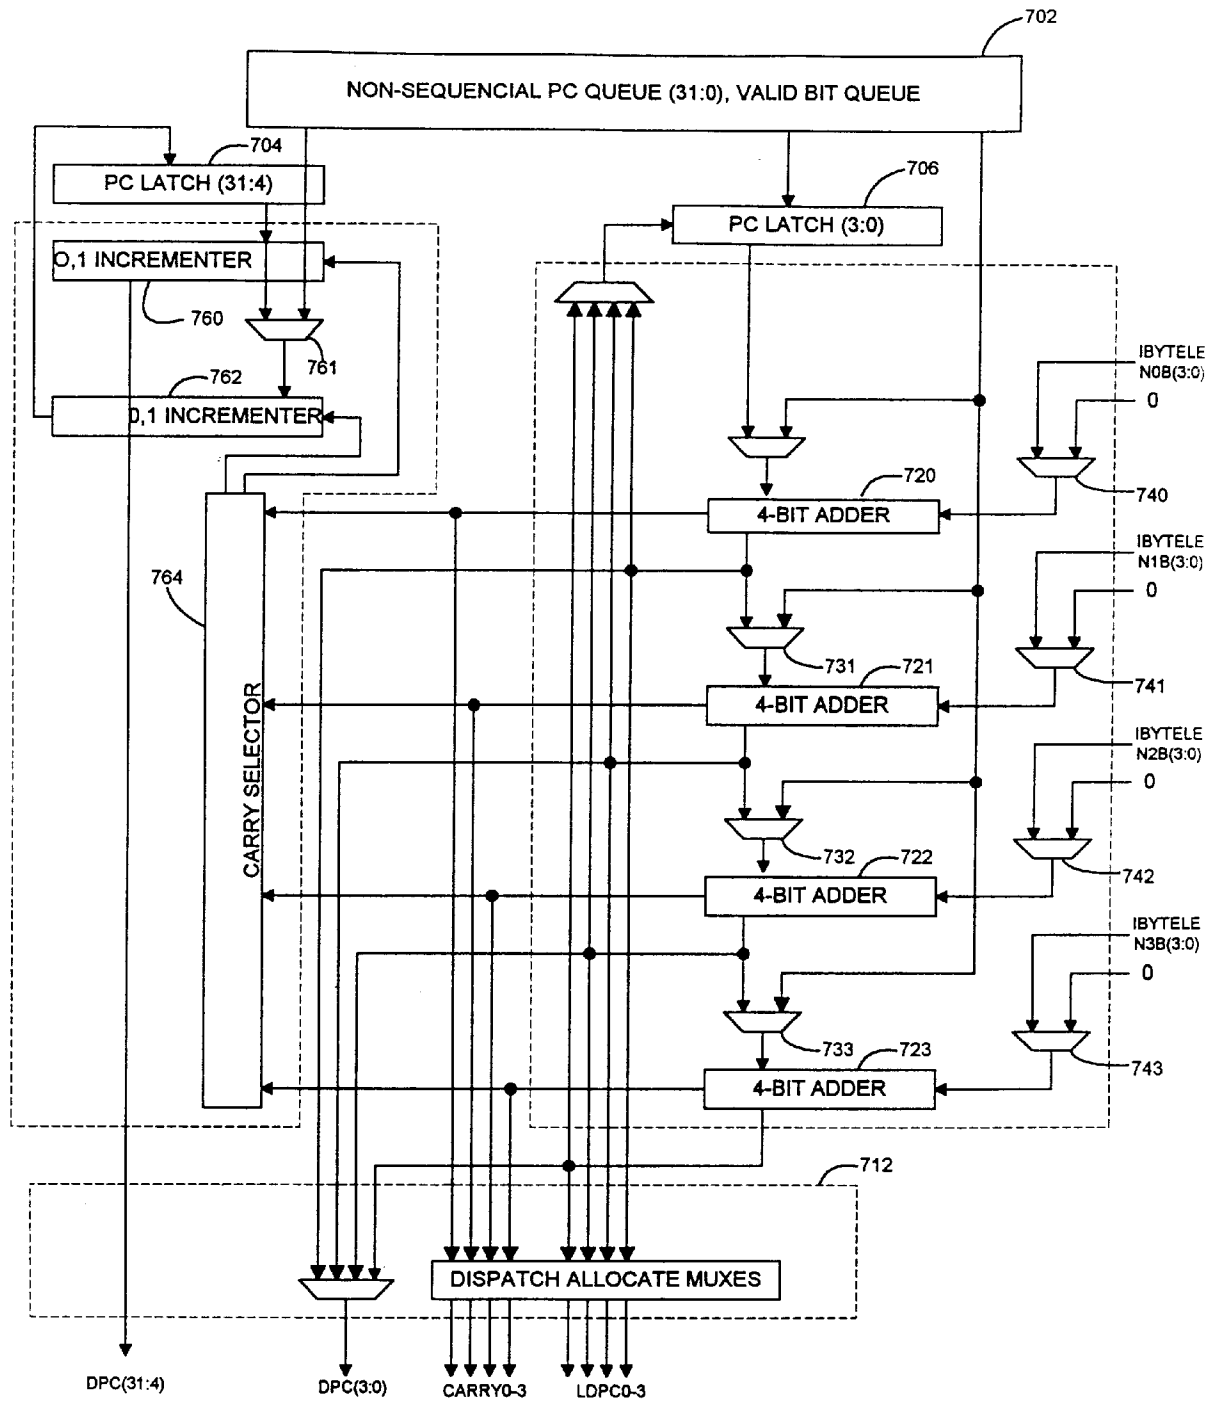 702
NON-SEQUENCIAL PC QUEUE (31:0), VALID BIT QUEUE
704
PC LATCH (31:4)
706
PC LATCH (3:0)
O,1 INCREMENTER
760
761
762
0,1 INCREMENTER
IBYTELE
N0B(3:0)
0
740
720
4-BIT ADDER
IBYTELE
N1B(3:0)
0
764
731
721
741
4-BIT ADDER
CARRY SELECTOR
IBYTELE
N2B(3:0)
0
732
722
742
4-BIT ADDER
IBYTELE
N3B(3:0)
0
733
723
743
4-BIT ADDER
712
DISPATCH ALLOCATE MUXES
DPC(31:4)
DPC(3:0)
CARRY0-3
LDPC0-3